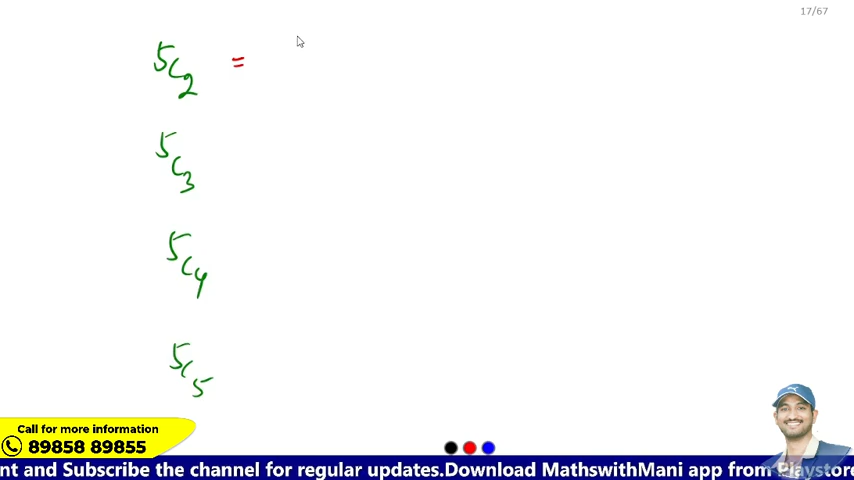 17/67
5C2 =
5C3
5C4
5C5
Call for more information
89858 89855
nt and Subscribe the channel for regular updates.Download MathswithMani app from Playstore